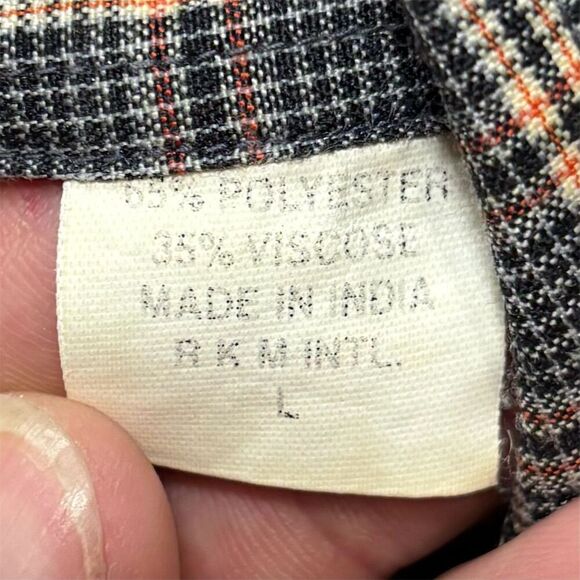 65% POLYESTER
35% VISCOSE
MADE IN INDIA
R K M INTL.
L